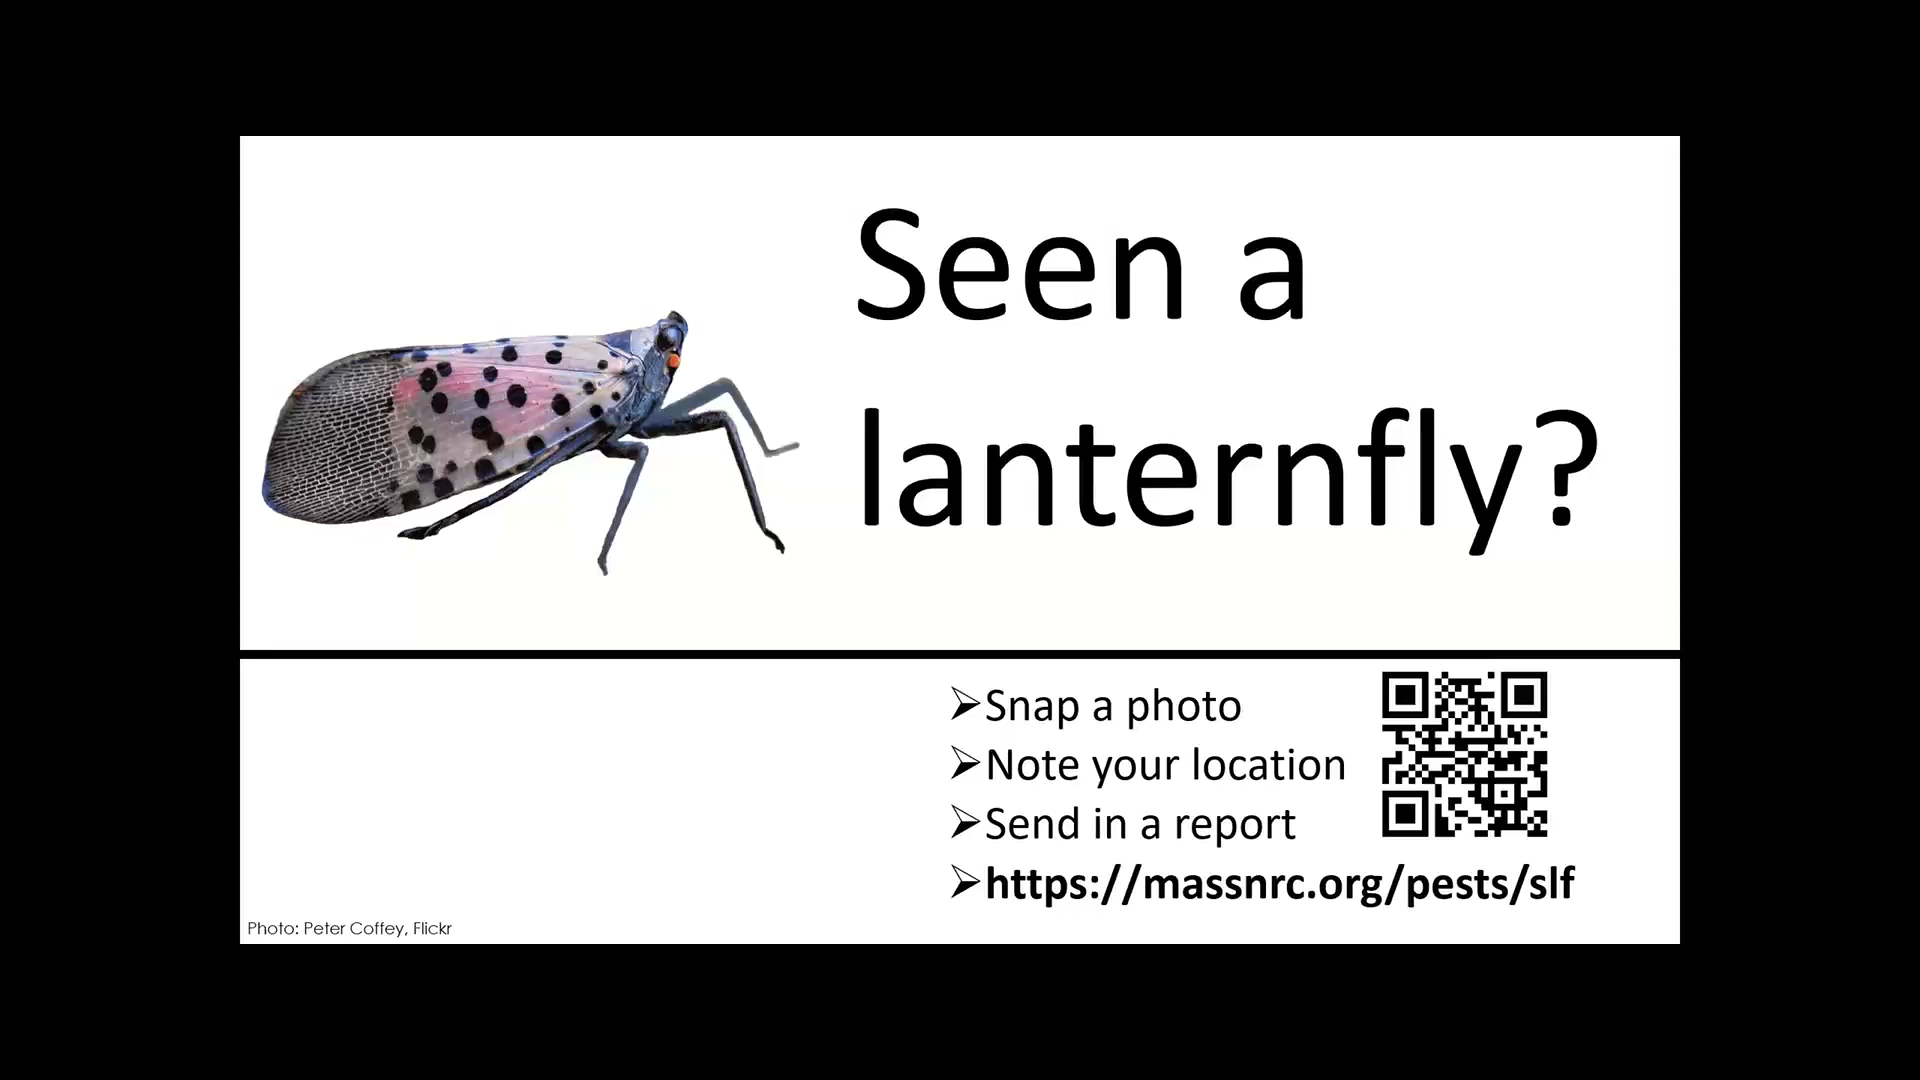 Seen a
lanternfly?
➢Snap a photo
➢Note your location
➢Send in a report
➢https://massnrc.org/pests/slf
Photo: Peter Coffey, Flickr